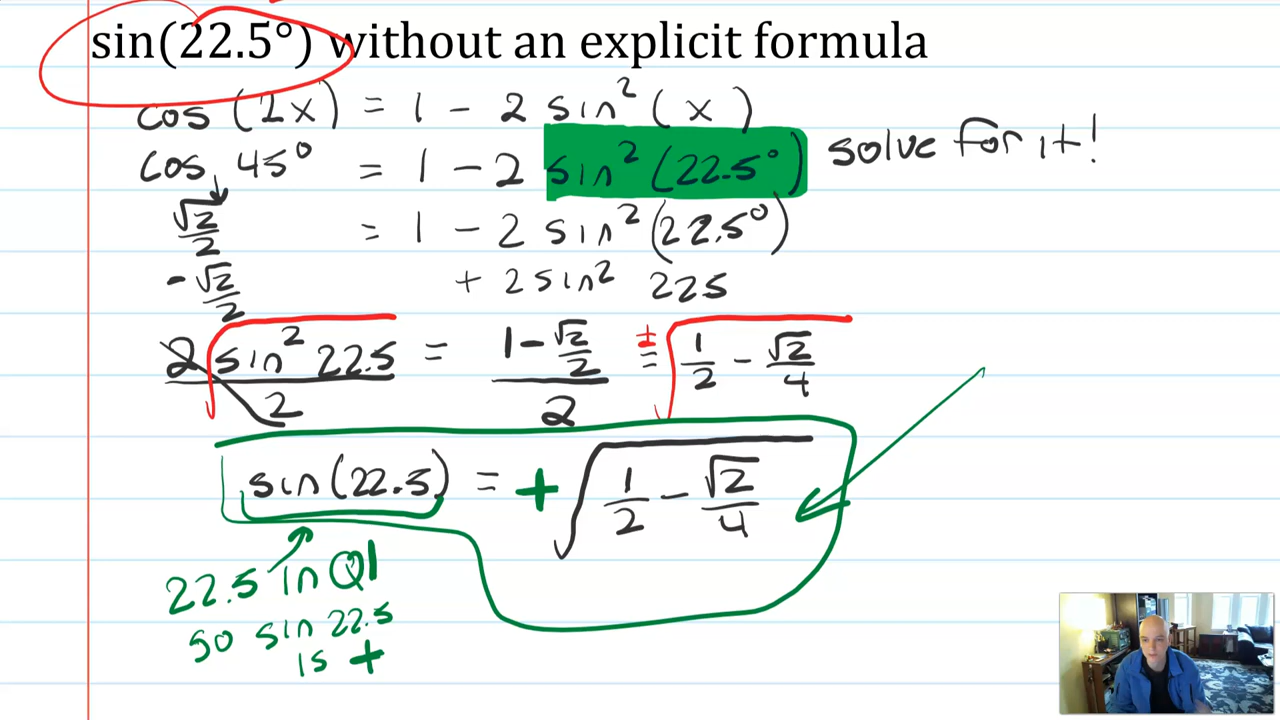 sin(22.5°) without an explicit formula
cos (2x) = 1 - 2 sin² (x)
cos 45° = 1 - 2 sin² (22.5°) solve for it!
√2/2 = 1 - 2 sin² (22.5°)
-√2/2 + 2 sin² 225
2 sin² 22.5 / 2 = (1 - √2/2) / 2 ± = √(1/2 - √2/4)
sin(22.5) = + √(1/2 - √2/4)
22.5 in Q1
so sin 22.5
is +